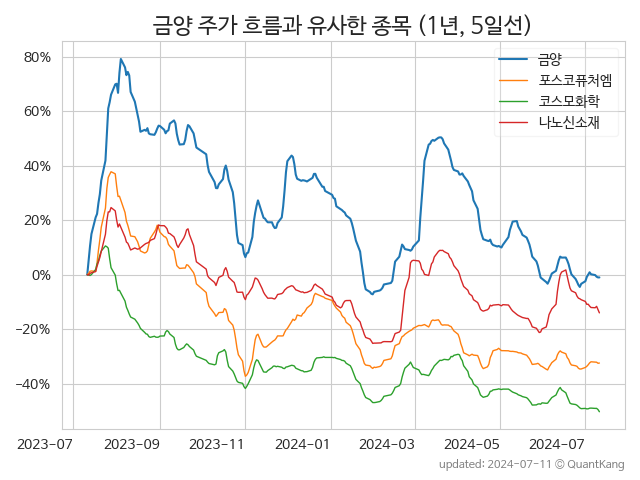 금양 주가 흐름과 유사한 종목 (1년, 5일선)
금양
포스코퓨처엠
코스모화학
나노신소재
80%
60%
40%
20%
0%
−20%
−40%
2023-07 2023-09 2023-11 2024-01 2024-03 2024-05 2024-07
updated: 2024-07-11 © QuantKang